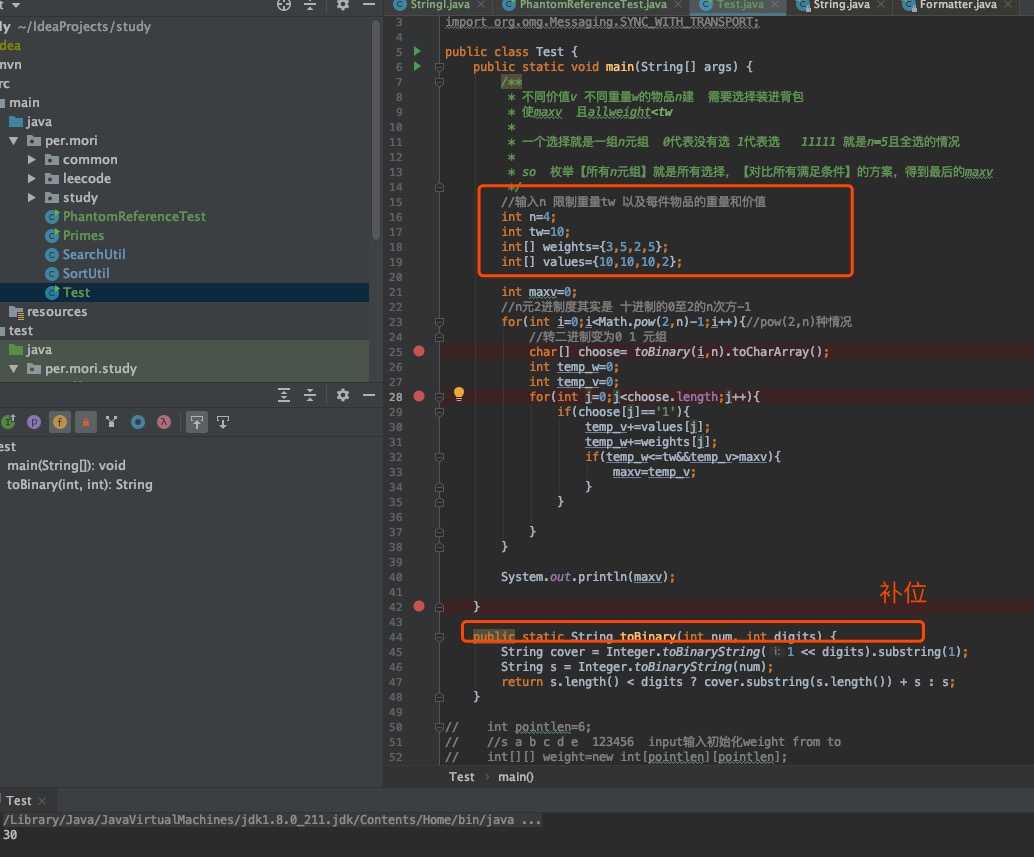 t
StringI.java
PhantomReferenceTest.java
Test.java
String.java
Formatter.java
ly ~/IdeaProjects/study
dea
mvn
rc
main
java
per.mori
common
leecode
study
PhantomReferenceTest
Primes
SearchUtil
SortUtil
Test
resources
test
java
per.mori.study
est
main(String[]): void
toBinary(int, int): String
3 import org.omg.Messaging.SYNC_WITH_TRANSPORT;
4
5 public class Test {
6 public static void main(String[] args) {
7 /**
8 * 不同价值v 不同重量w的物品n建 需要选择装进背包
9 * 使maxv 且allweight<tw
10 *
11 * 一个选择就是一组n元组 0代表没有选 1代表选 11111 就是n=5且全选的情况
12 *
13 * so 枚举【所有n元组】就是所有选择，【对比所有满足条件】的方案，得到最后的maxv
14 */
15 //输入n 限制重量tw 以及每件物品的重量和价值
16 int n=4;
17 int tw=10;
18 int[] weights={3,5,2,5};
19 int[] values={10,10,10,2};
20
21 int maxv=0;
22 //n元2进制度其实是 十进制的0至2的n次方-1
23 for(int i=0;i<Math.pow(2,n)-1;i++){//pow(2,n)种情况
24 //转二进制变为0 1 元组
25 char[] choose= toBinary(i,n).toCharArray();
26 int temp_w=0;
27 int temp_v=0;
28 for(int j=0;j<choose.length;j++){
29 if(choose[j]=='1'){
30 temp_v+=values[j];
31 temp_w+=weights[j];
32 if(temp_w<=tw&&temp_v>maxv){
33 maxv=temp_v;
34 }
35 }
36
37 }
38 }
39
40 System.out.println(maxv);
41
补位
42 }
43
44 public static String toBinary(int num, int digits) {
45 String cover = Integer.toBinaryString( i: 1 << digits).substring(1);
46 String s = Integer.toBinaryString(num);
47 return s.length() < digits ? cover.substring(s.length()) + s : s;
48 }
49
50 // int pointlen=6;
51 // //s a b c d e 123456 input输入初始化weight from to
52 // int[][] weight=new int[pointlen][pointlen];
Test › main()
Test
/Library/Java/JavaVirtualMachines/jdk1.8.0_211.jdk/Contents/Home/bin/java ...
30